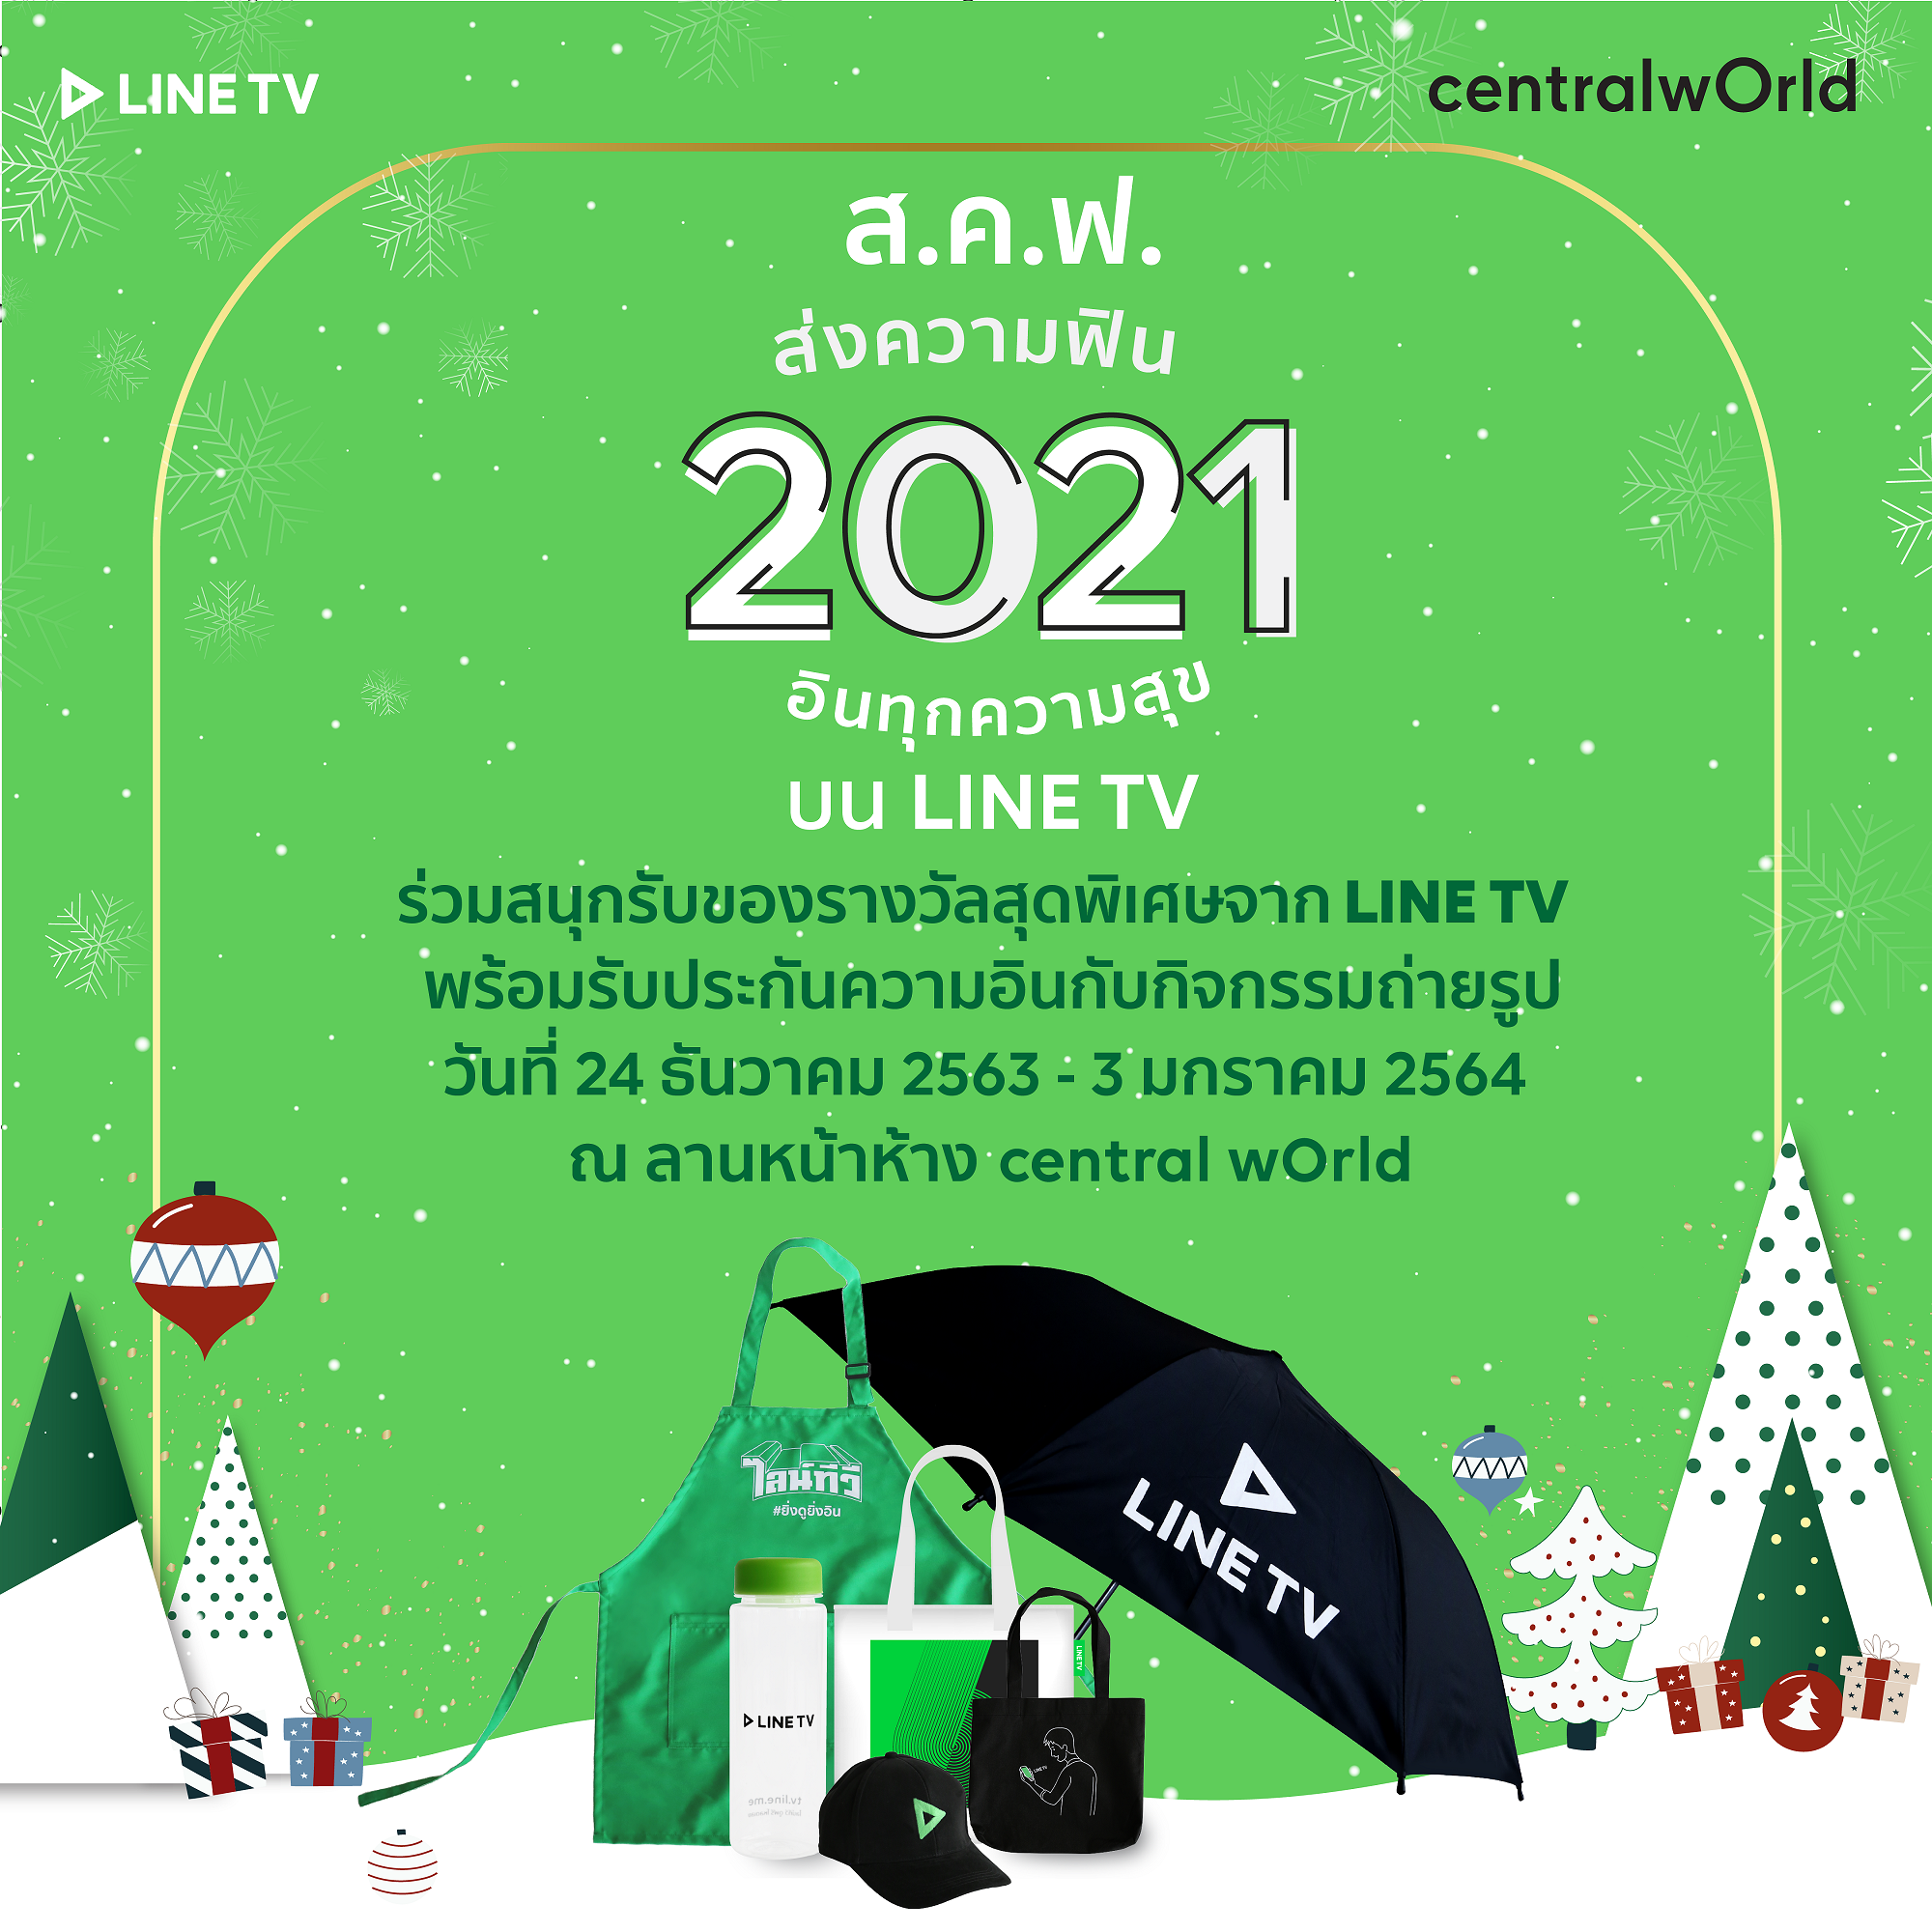 LINE TV
centralwOrld
ส.ค.ฟ.
ส่งความฟิน
2021
อินทุกความสุข
บน LINE TV
ร่วมสนุกรับของรางวัลสุดพิเศษจาก LINE TV
พร้อมรับประกันความอินกับกิจกรรมถ่ายรูป
วันที่ 24 ธันวาคม 2563 - 3 มกราคม 2564
ณ ลานหน้าห้าง central wOrld
ไลน์ทีวี
#ยิ่งดูยิ่งอิน
LINE TV
LINE TV
LINE TV
LINE TV
tv.line.me